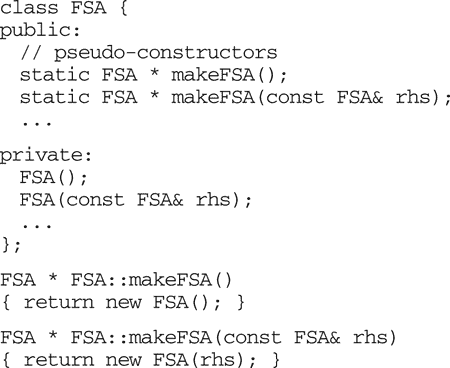 class FSA {
public:
  // pseudo-constructors
  static FSA * makeFSA();
  static FSA * makeFSA(const FSA& rhs);
  ...
private:
  FSA();
  FSA(const FSA& rhs);
  ...
};
FSA * FSA::makeFSA()
{ return new FSA(); }
FSA * FSA::makeFSA(const FSA& rhs)
{ return new FSA(rhs); }